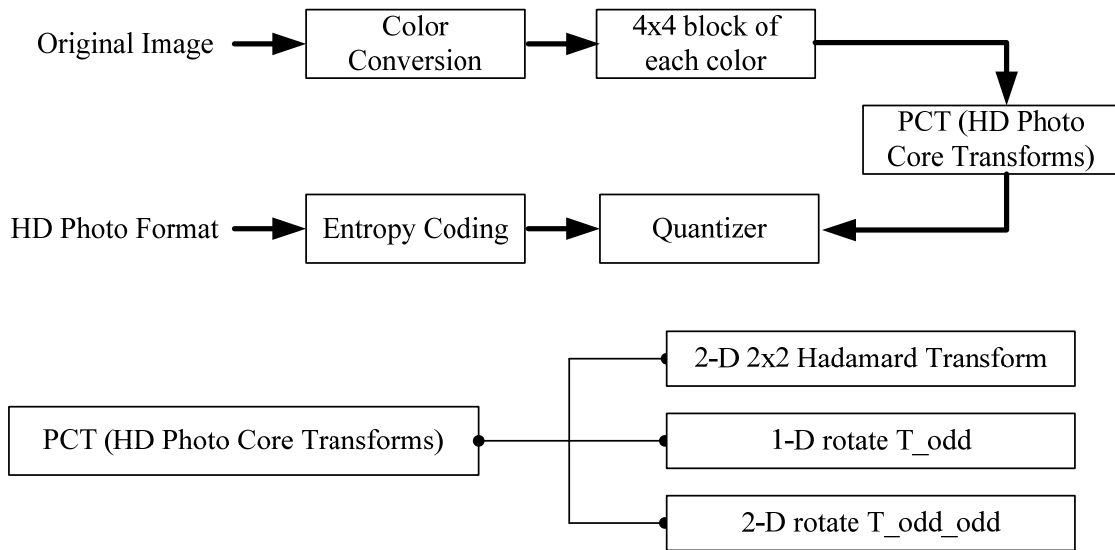 Original Image
Color
Conversion
4x4 block of
each color
PCT (HD Photo
Core Transforms)
HD Photo Format
Entropy Coding
Quantizer
2-D 2x2 Hadamard Transform
PCT (HD Photo Core Transforms)
1-D rotate T_odd
2-D rotate T_odd_odd